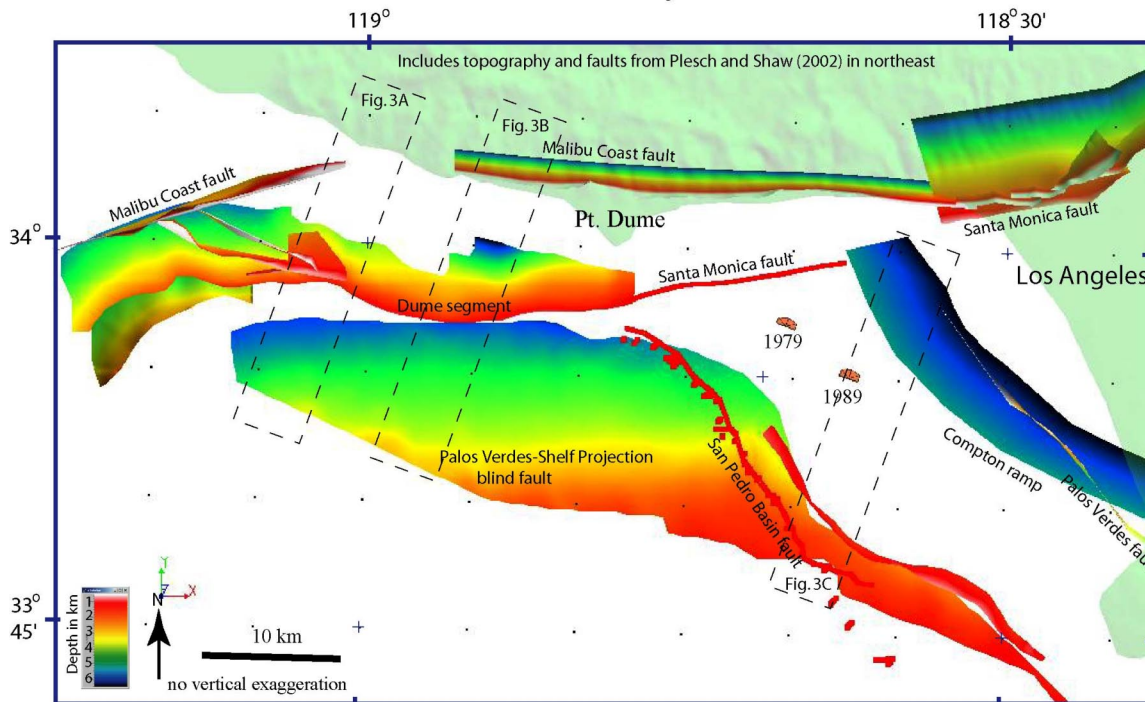 119°
118°30'
Includes topography and faults from Plesch and Shaw (2002) in northeast
Fig.3A
Fig.3B
Malibu Coast fault
Malibu Coast fault
Pt. Dume
Santa Monica fault
34°
Santa Monica fault
Los Angeles
Dume segment
1979
1989
Palos Verdes-Shelf Projection
blind fault
San Pedro Basin fault
Compton ramp
Palos Verdes fau
Fig.3C
Y
Z
X
N
33°
45'
Depth in km
1
2
3
4
5
6
10 km
no vertical exaggeration